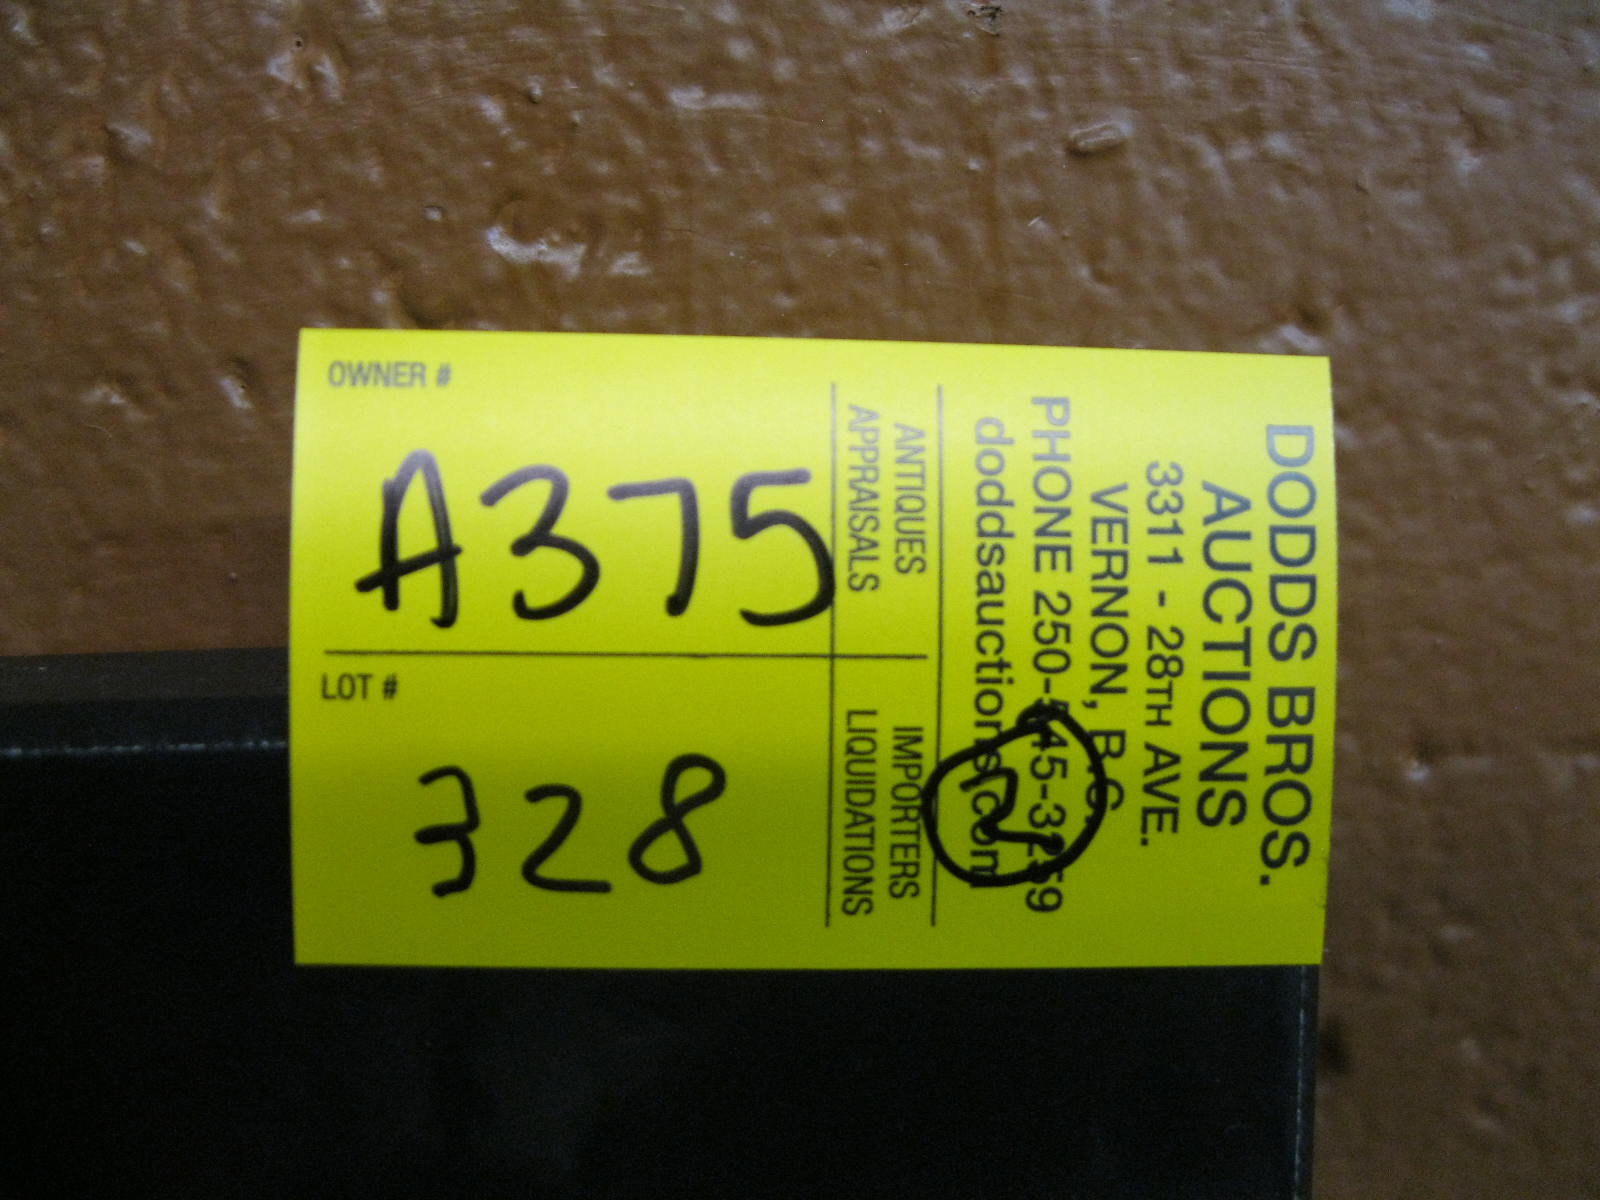 OWNER #
A375
LOT #
328
DODDS BROS.
AUCTIONS
3311 - 28TH AVE.
VERNON, B.C.
PHONE 250-545-3259
doddsauctions.com
ANTIQUES IMPORTERS
APPRAISALS LIQUIDATIONS
2